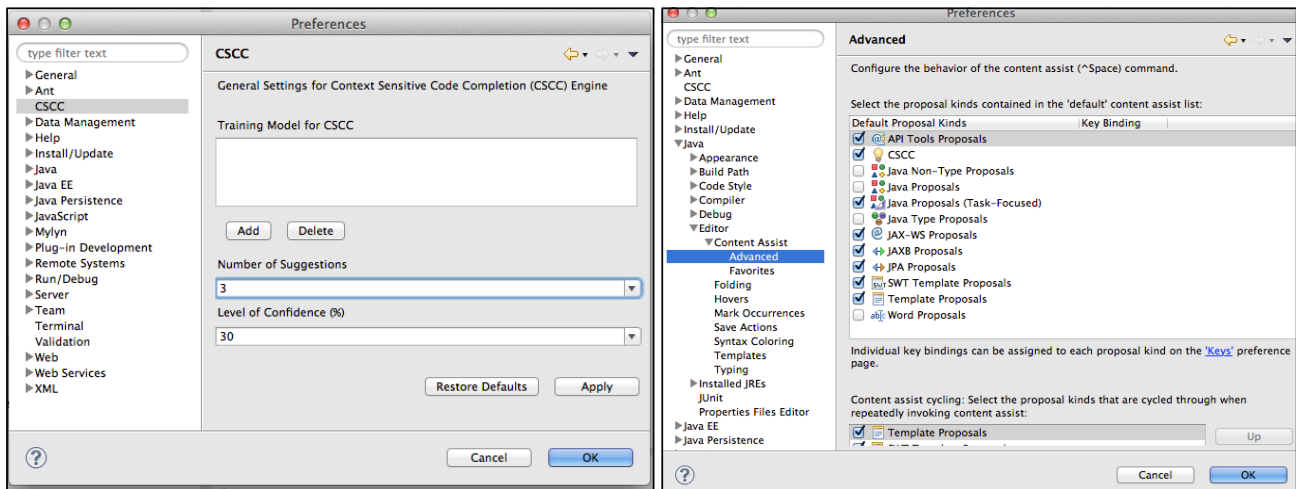 Preferences
type filter text
General
Ant
CSCC
Data Management
Help
Install/Update
Java
Java EE
Java Persistence
JavaScript
Mylyn
Plug-in Development
Remote Systems
Run/Debug
Server
Team
Terminal
Validation
Web
Web Services
XML
CSCC
General Settings for Context Sensitive Code Completion (CSCC) Engine
Training Model for CSCC
Add Delete
Number of Suggestions
3
Level of Confidence (%)
30
Restore Defaults Apply
? Cancel OK
Preferences
type filter text
General
Ant
CSCC
Data Management
Help
Install/Update
Java
Appearance
Build Path
Code Style
Compiler
Debug
Editor
Content Assist
Advanced
Favorites
Folding
Hovers
Mark Occurrences
Save Actions
Syntax Coloring
Templates
Typing
Installed JREs
JUnit
Properties Files Editor
Java EE
Java Persistence
Advanced
Configure the behavior of the content assist (^Space) command.
Select the proposal kinds contained in the 'default' content assist list:
Default Proposal Kinds Key Binding
API Tools Proposals
CSCC
Java Non-Type Proposals
Java Proposals
Java Proposals (Task-Focused)
Java Type Proposals
JAX-WS Proposals
JAXB Proposals
JPA Proposals
SWT Template Proposals
Template Proposals
Word Proposals
Individual key bindings can be assigned to each proposal kind on the 'Keys' preference
page.
Content assist cycling: Select the proposal kinds that are cycled through when
repeatedly invoking content assist:
Template Proposals
Up
? Cancel OK